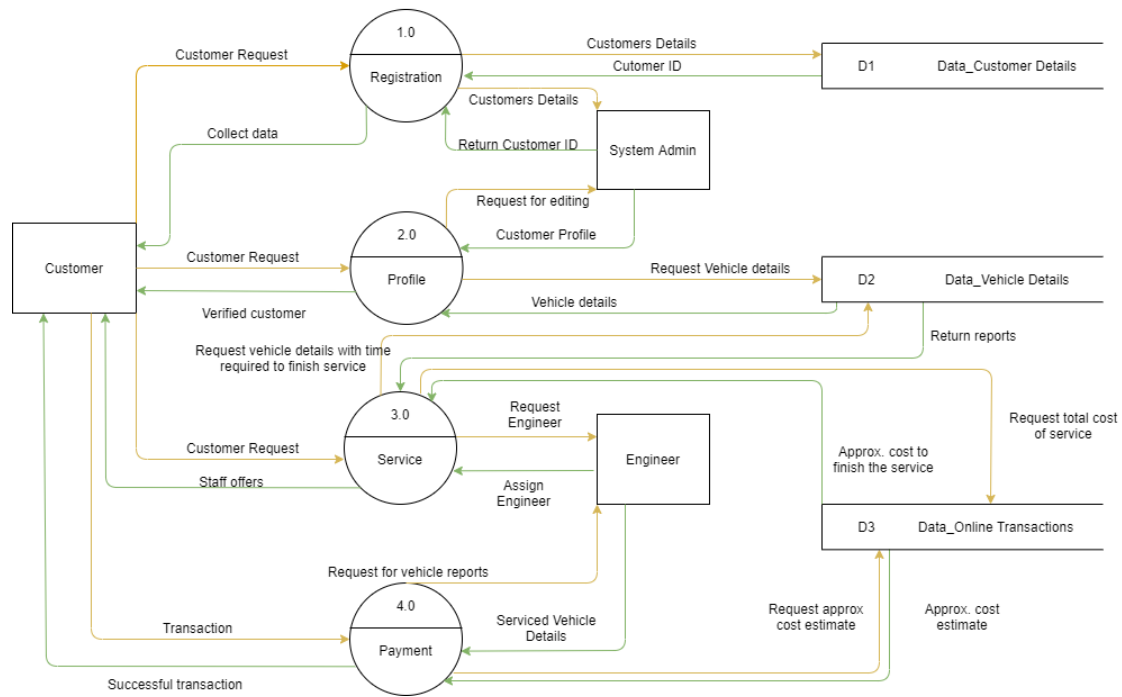 1.0
Customer Request
Customers Details
Cutomer ID
D1
Data_Customer Details
Registration
Customers Details
Collect data
Return Customer ID
System Admin
Request for editing
2.0
Customer Profile
Customer
Customer Request
Request Vehicle details
Profile
D2
Data_Vehicle Details
Verified customer
Vehicle details
Return reports
Request vehicle details with time
required to finish service
3.0
Request
Engineer
Request total cost
of service
Customer Request
Service
Engineer
Approx. cost to
finish the service
Staff offers
Assign
Engineer
D3
Data_Online Transactions
Request for vehicle reports
4.0
Transaction
Serviced Vehicle
Details
Request approx
cost estimate
Approx. cost
estimate
Payment
Successful transaction